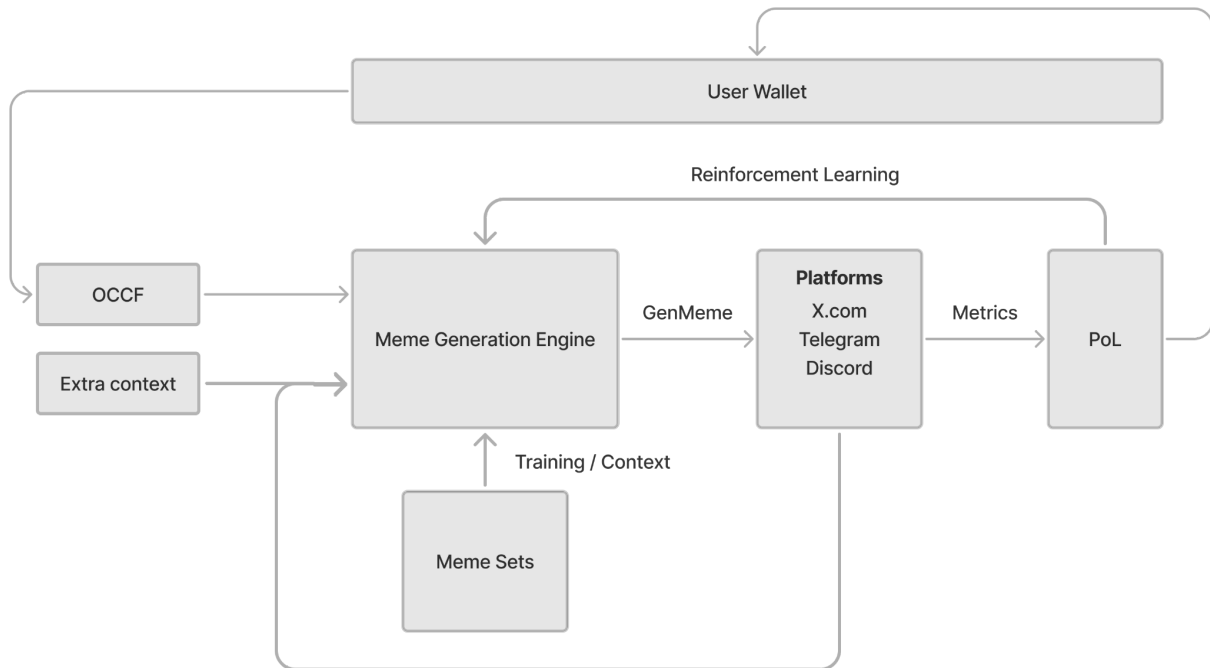 User Wallet
Reinforcement Learning
OCCF
Extra context
Meme Generation Engine
GenMeme
Platforms
X.com
Telegram
Discord
Metrics
PoL
Training / Context
Meme Sets